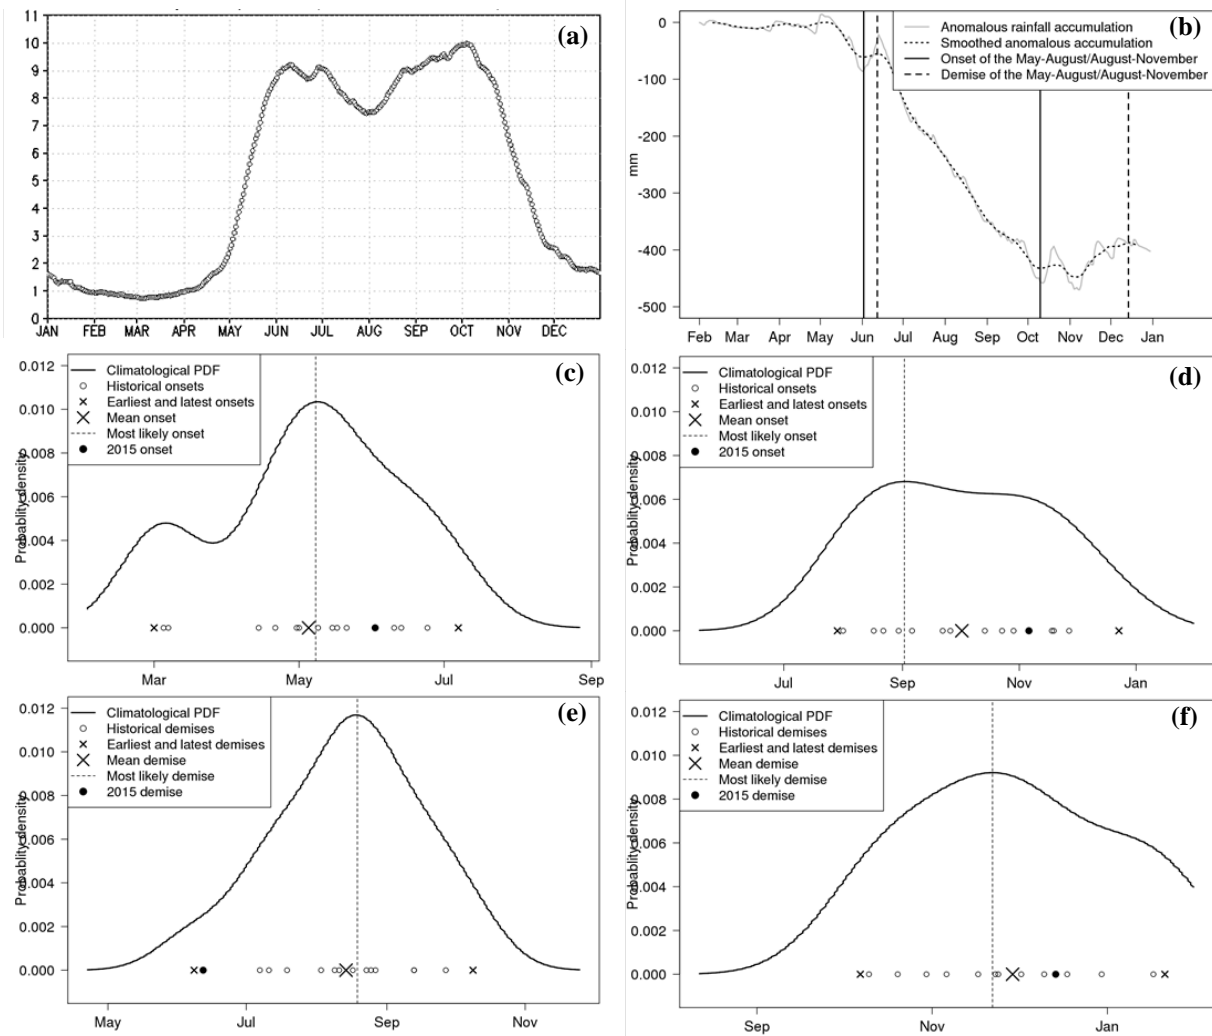 (a)
11
10
9
8
7
6
5
4
3
2
1
0
JAN FEB MAR APR MAY JUN JUL AUG SEP OCT NOV DEC
(b)
Anomalous rainfall accumulation
Smoothed anomalous accumulation
Onset of the May-August/August-November
Demise of the May-August/August-November
mm
0
-100
-200
-300
-400
-500
Feb Mar Apr May Jun Jul Aug Sep Oct Nov Dec Jan
(c)
Climatological PDF
Historical onsets
Earliest and latest onsets
Mean onset
Most likely onset
2015 onset
Probablity density
0.012
0.010
0.008
0.006
0.004
0.002
0.000
Mar May Jul Sep
(d)
Climatological PDF
Historical onsets
Earliest and latest onsets
Mean onset
Most likely onset
2015 onset
Probablity density
0.012
0.010
0.008
0.006
0.004
0.002
0.000
Jul Sep Nov Jan
(e)
Climatological PDF
Historical demises
Earliest and latest demises
Mean demise
Most likely demise
2015 demise
Probablity density
0.012
0.010
0.008
0.006
0.004
0.002
0.000
May Jul Sep Nov
(f)
Climatological PDF
Historical demises
Earliest and latest demises
Mean demise
Most likely demise
2015 demise
Probablity density
0.012
0.010
0.008
0.006
0.004
0.002
0.000
Sep Nov Jan